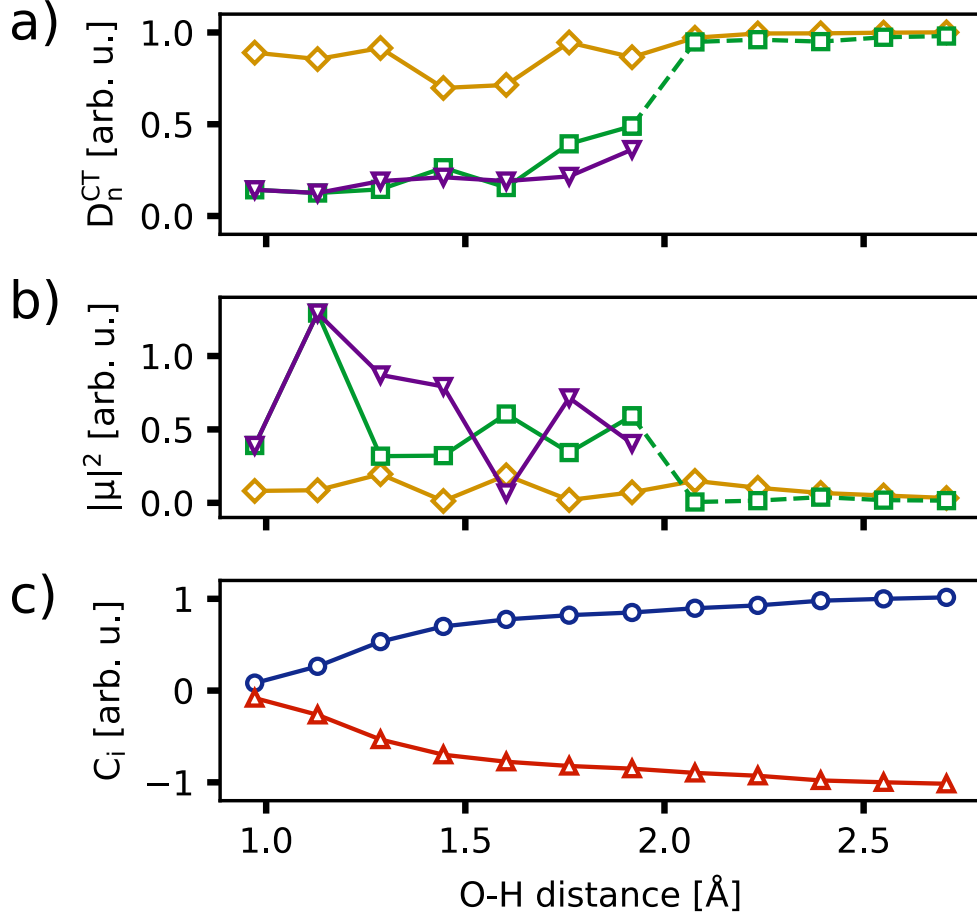 a)
1.0
0.5
0.0
D_n^CT [arb. u.]
b)
1.0
0.5
0.0
|μ|² [arb. u.]
c)
1
0
−1
C_i [arb. u.]
1.0 1.5 2.0 2.5
O-H distance [Å]